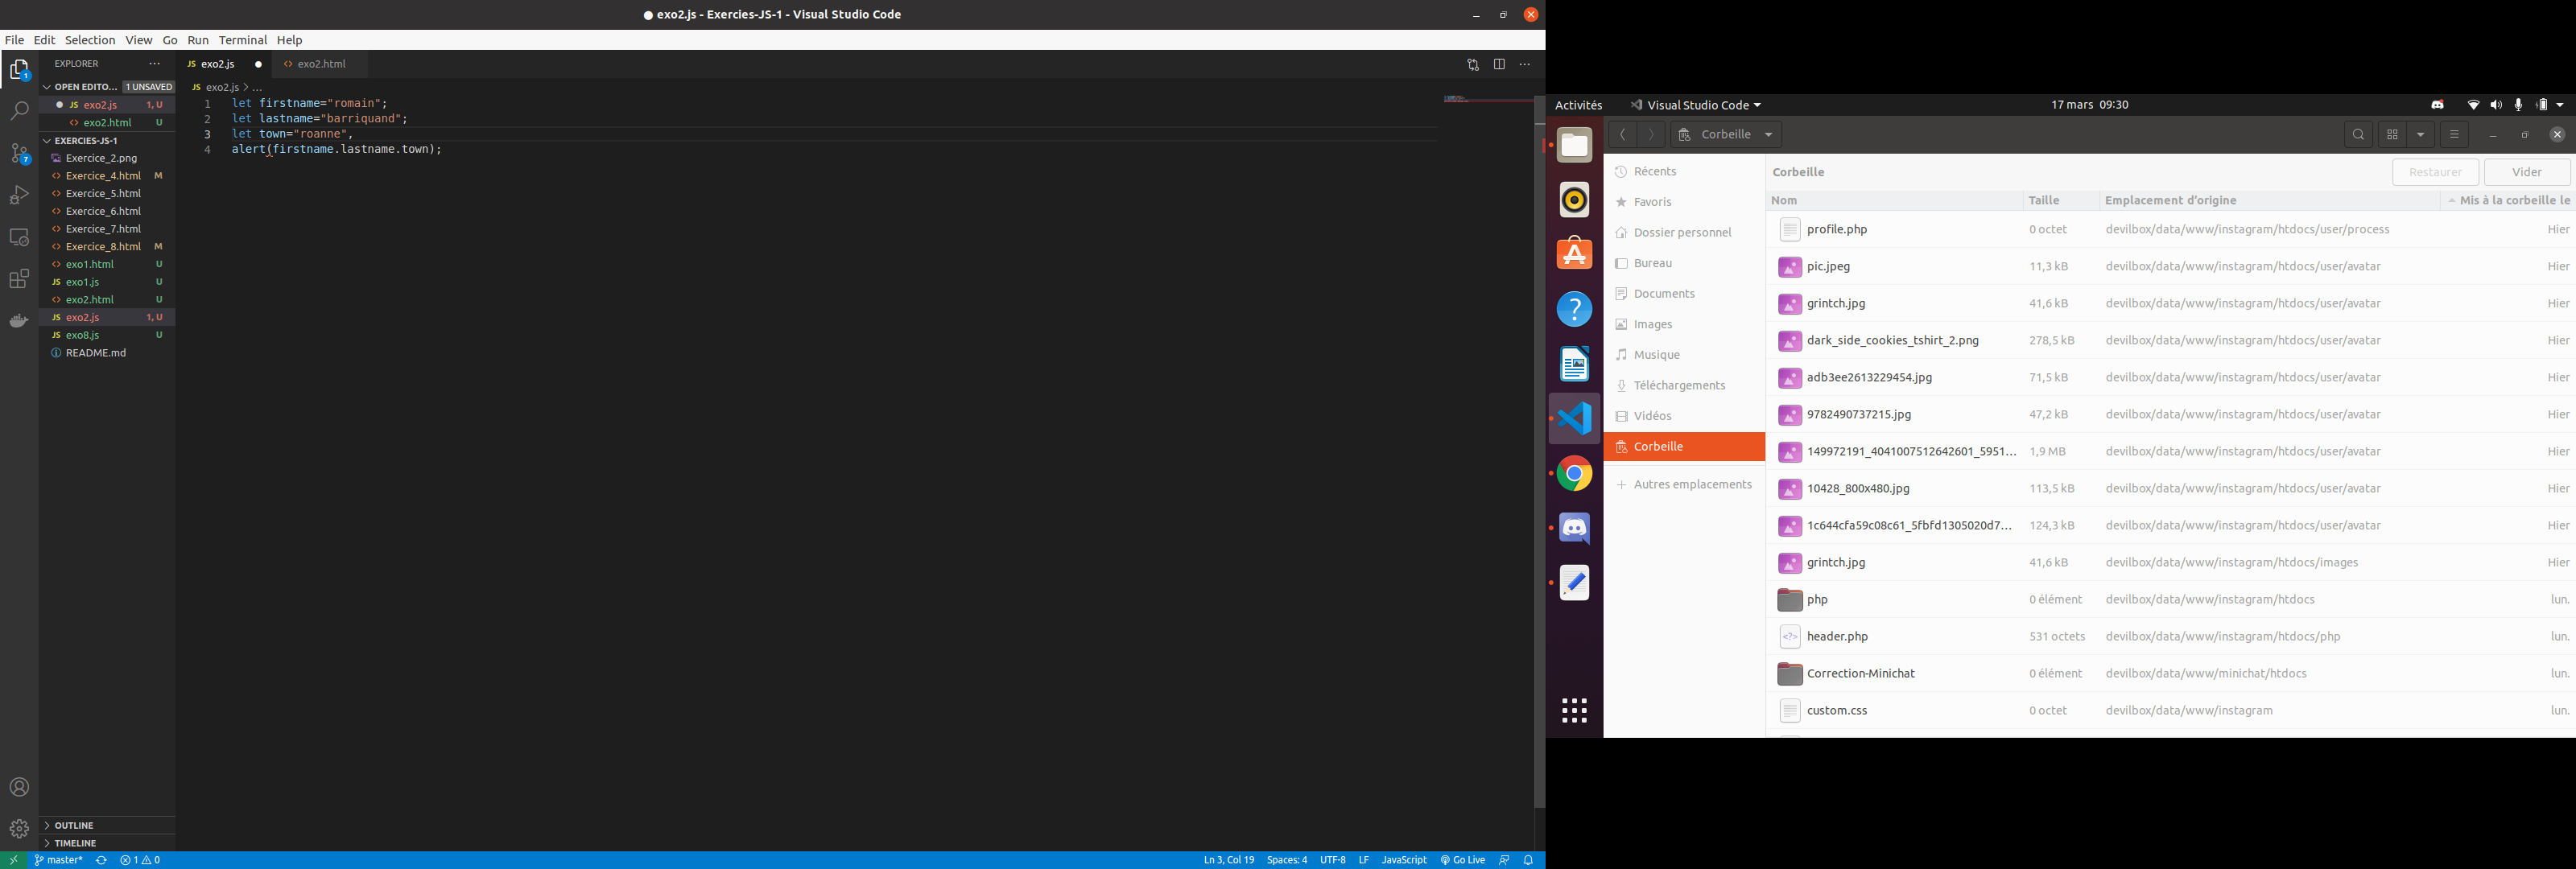 exo2.js - Exercies-JS-1 - Visual Studio Code
File Edit Selection View Go Run Terminal Help
EXPLORER
OPEN EDITO... 1 UNSAVED
exo2.js 1, U
exo2.html U
EXERCIES-JS-1
Exercice_2.png
Exercice_4.html M
Exercice_5.html
Exercice_6.html
Exercice_7.html
Exercice_8.html M
exo1.html U
exo1.js U
exo2.html U
exo2.js 1, U
exo8.js U
README.md
OUTLINE
TIMELINE
1
7
JS exo2.js
exo2.html
JS exo2.js > ...
1 let firstname="romain";
2 let lastname="barriquand";
3 let town="roanne",
4 alert(firstname.lastname.town);
master* 1 0
Ln 3, Col 19 Spaces: 4 UTF-8 LF JavaScript Go Live
Activités Visual Studio Code 17 mars 09:30
Corbeille
Récents
Favoris
Dossier personnel
Bureau
Documents
Images
Musique
Téléchargements
Vidéos
Corbeille
Autres emplacements
Corbeille Restaurer Vider
Nom Taille Emplacement d'origine Mis à la corbeille le
profile.php 0 octet devilbox/data/www/instagram/htdocs/user/process Hier
pic.jpeg 11,3 kB devilbox/data/www/instagram/htdocs/user/avatar Hier
grintch.jpg 41,6 kB devilbox/data/www/instagram/htdocs/user/avatar Hier
dark_side_cookies_tshirt_2.png 278,5 kB devilbox/data/www/instagram/htdocs/user/avatar Hier
adb3ee2613229454.jpg 71,5 kB devilbox/data/www/instagram/htdocs/user/avatar Hier
9782490737215.jpg 47,2 kB devilbox/data/www/instagram/htdocs/user/avatar Hier
149972191_4041007512642601_5951... 1,9 MB devilbox/data/www/instagram/htdocs/user/avatar Hier
10428_800x480.jpg 113,5 kB devilbox/data/www/instagram/htdocs/user/avatar Hier
1c644cfa59c08c61_5fbfd1305020d7... 124,3 kB devilbox/data/www/instagram/htdocs/user/avatar Hier
grintch.jpg 41,6 kB devilbox/data/www/instagram/htdocs/images Hier
php 0 élément devilbox/data/www/instagram/htdocs lun.
header.php 531 octets devilbox/data/www/instagram/htdocs/php lun.
Correction-Minichat 0 élément devilbox/data/www/minichat/htdocs lun.
custom.css 0 octet devilbox/data/www/instagram lun.